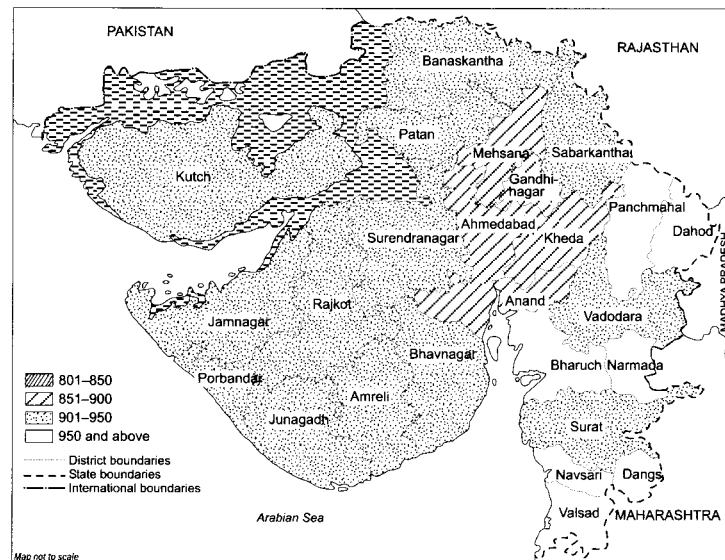 PAKISTAN
RAJASTHAN
Banaskantha
Patan
Kutch
Mehsana
Sabarkantha
Gandhi-
nagar
Panchmahal
Dahod
Surendranagar
Ahmedabad
Kheda
MADHYA PRADESH
Anand
Rajkot
Vadodara
Jamnagar
Bhavnagar
Bharuch
Narmada
Porbandar
Amreli
Junagadh
Surat
801–850
851–900
901–950
950 and above
District boundaries
State boundaries
International boundaries
Navsari
Dangs
Valsad
MAHARASHTRA
Arabian Sea
Map not to scale